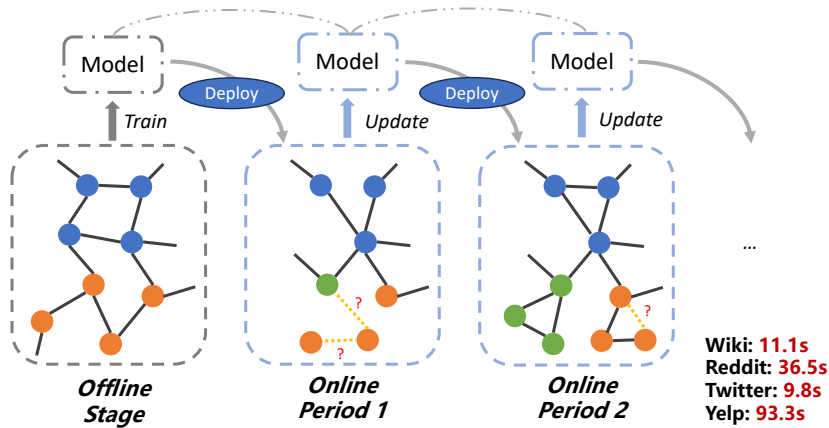 Model
Model
Model
Deploy
Deploy
Train
Update
Update
?
?
?
...
Offline
Stage
Online
Period 1
Online
Period 2
Wiki: 11.1s
Reddit: 36.5s
Twitter: 9.8s
Yelp: 93.3s